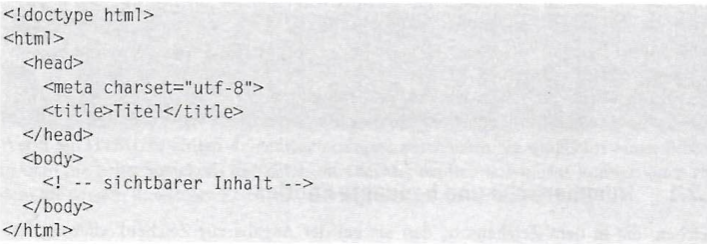 <!doctype html>
<html>
  <head>
    <meta charset="utf-8">
    <title>Titel</title>
  </head>
  <body>
    <! -- sichtbarer Inhalt -->
  </body>
</html>